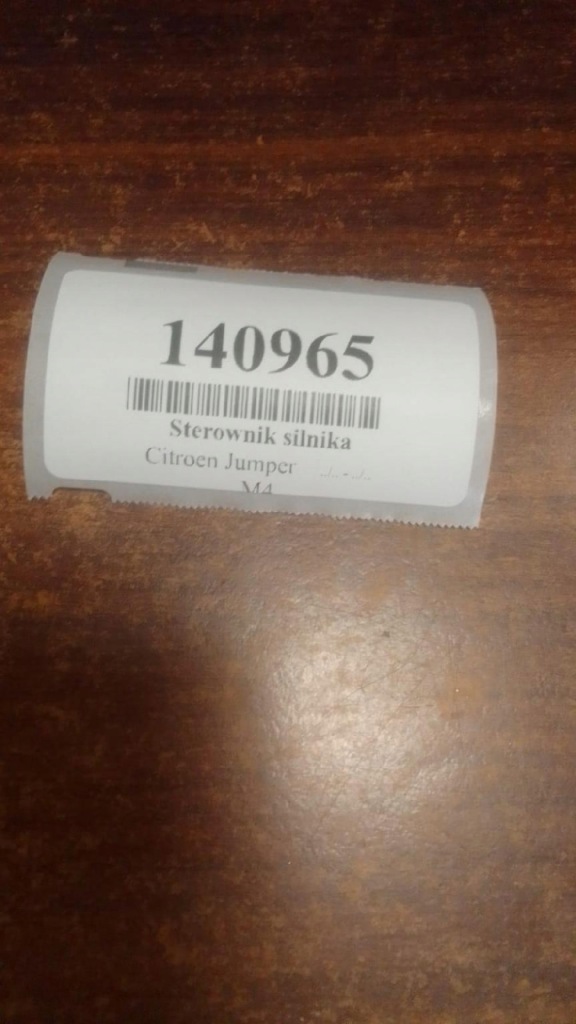 140965
Sterownik silnika
Citroen Jumper
M4